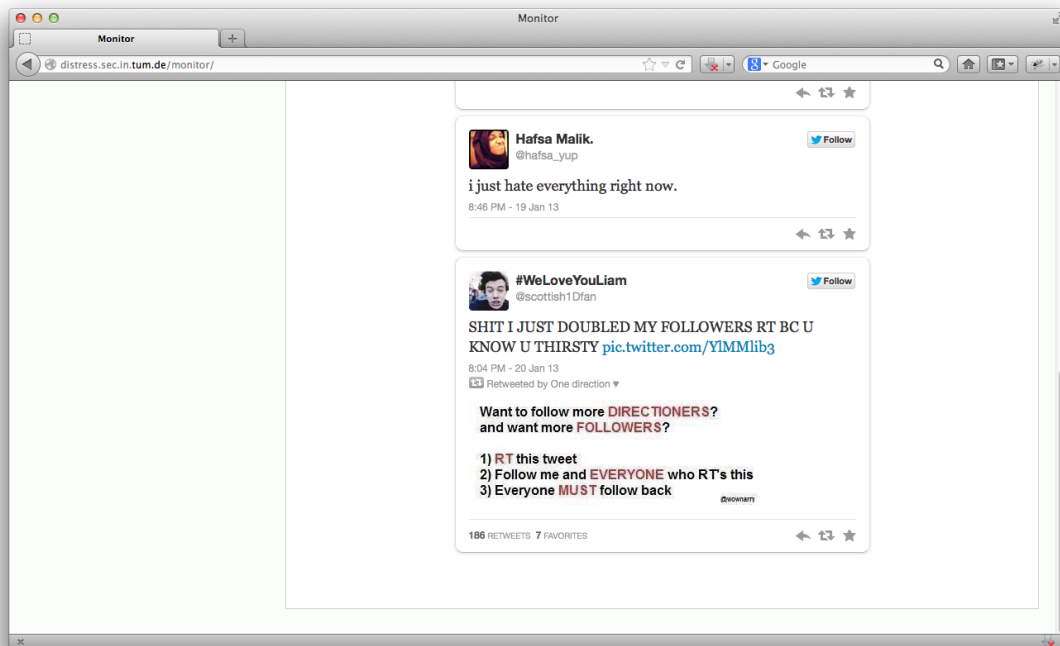 Monitor
Monitor
distress.sec.in.tum.de/monitor/
Google
Hafsa Malik.
@hafsa_yup
Follow
i just hate everything right now.
8:46 PM - 19 Jan 13
#WeLoveYouLiam
@scottish1Dfan
Follow
SHIT I JUST DOUBLED MY FOLLOWERS RT BC U
KNOW U THIRSTY pic.twitter.com/YlMMlib3
8:04 PM - 20 Jan 13
Retweeted by One direction ♥
Want to follow more DIRECTIONERS?
and want more FOLLOWERS?
1) RT this tweet
2) Follow me and EVERYONE who RT's this
3) Everyone MUST follow back
@wownarry
186 RETWEETS 7 FAVORITES